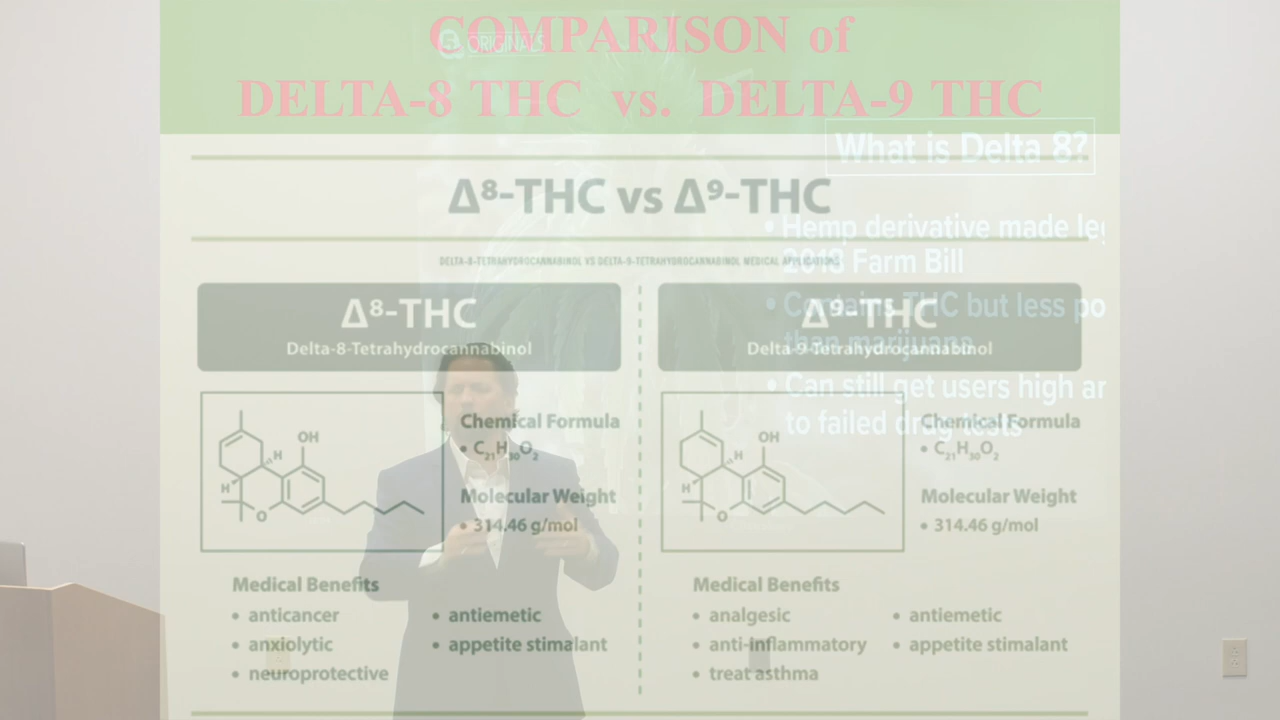 COMPARISON of
DELTA-8 THC vs. DELTA-9 THC
ORIGINALS
What is Delta 8?
Δ⁸-THC vs Δ⁹-THC
• Hemp derivative made le
2018 Farm Bill
DELTA-8-TETRAHYDROCANNABINOL VS DELTA-9-TETRAHYDROCANNABINOL MEDICAL APPLICATIONS
• Contains THC but less po
than marijuana
• Can still get users high ar
to failed drug tests
Δ⁸-THC
Delta-8-Tetrahydrocannabinol
OH
H
H
O
Chemical Formula
• C₂₁H₃₀O₂
Molecular Weight
• 314.46 g/mol
Medical Benefits
• anticancer
• anxiolytic
• neuroprotective
• antiemetic
• appetite stimalant
Δ⁹-THC
Delta-9-Tetrahydrocannabinol
OH
H
H
O
Chemical Formula
• C₂₁H₃₀O₂
Molecular Weight
• 314.46 g/mol
Medical Benefits
• analgesic
• anti-inflammatory
• treat asthma
• antiemetic
• appetite stimalant